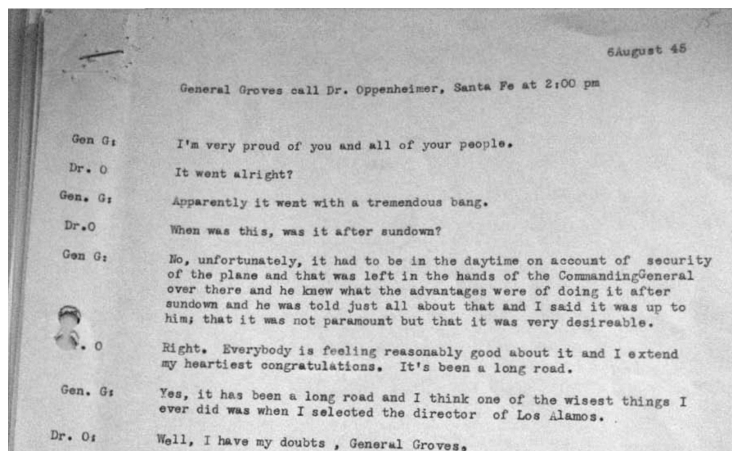 6August 45
General Groves call Dr. Oppenheimer, Santa Fe at 2:00 pm
Gen G: I'm very proud of you and all of your people.
Dr. O It went alright?
Gen. G: Apparently it went with a tremendous bang.
Dr.O When was this, was it after sundown?
Gen G: No, unfortunately, it had to be in the daytime on account of security
of the plane and that was left in the hands of the CommandingGeneral
over there and he knew what the advantages were of doing it after
sundown and he was told just all about that and I said it was up to
him; that it was not paramount but that it was very desireable.
. O Right. Everybody is feeling reasonably good about it and I extend
my heartiest congratulations. It's been a long road.
Gen. G: Yes, it has been a long road and I think one of the wisest things I
ever did was when I selected the director of Los Alamos.
Dr. O: Well, I have my doubts , General Groves.